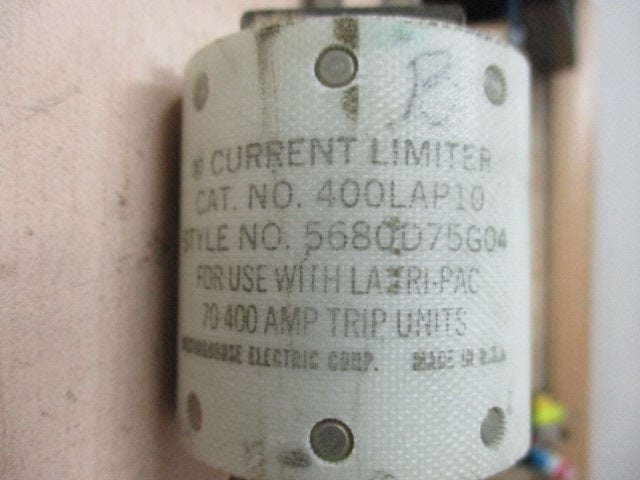 B
CURRENT LIMITER
CAT. NO. 400LAP10
STYLE NO. 5680D75G04
FOR USE WITH LA TRI-PAC
70-400 AMP TRIP UNITS
WESTINGHOUSE ELECTRIC CORP. MADE IN U.S.A